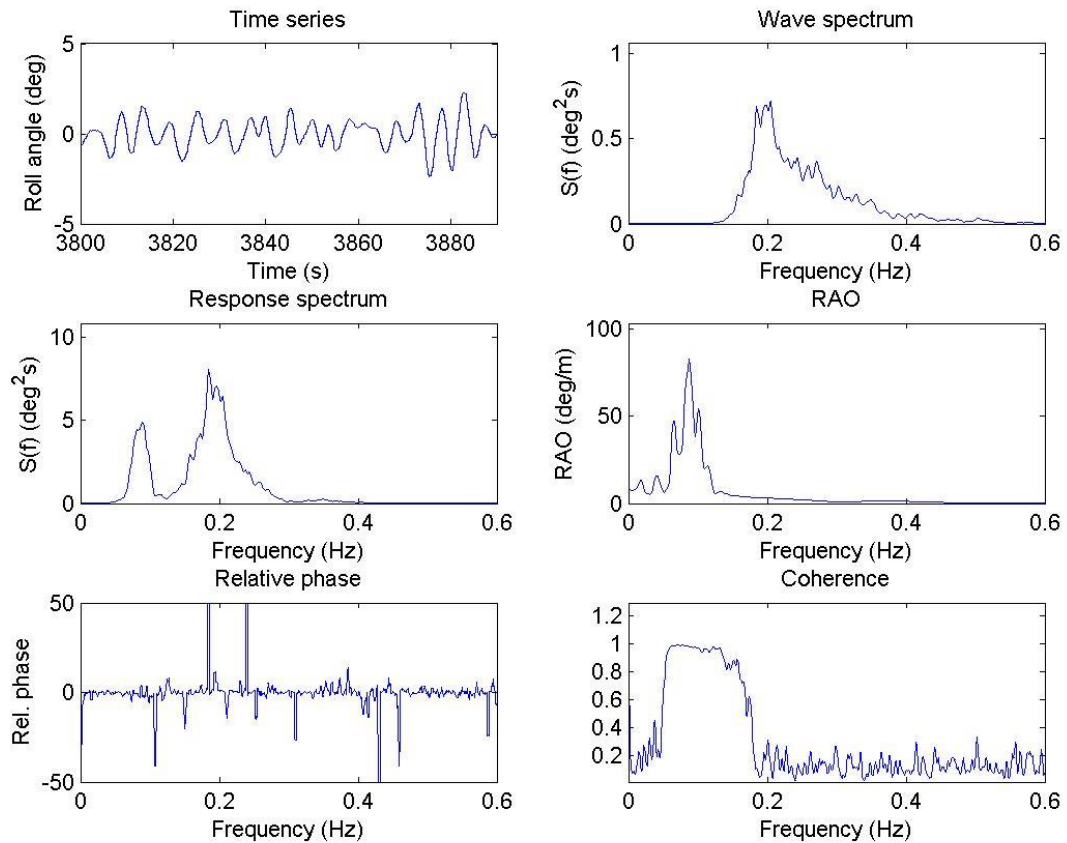 Time series
5
0
-5
Roll angle (deg)
3800 3820 3840 3860 3880
Time (s)
Wave spectrum
1
0.5
0
S(f) (deg²s)
0 0.2 0.4 0.6
Frequency (Hz)
Response spectrum
10
5
0
S(f) (deg²s)
0 0.2 0.4 0.6
Frequency (Hz)
RAO
100
50
0
RAO (deg/m)
0 0.2 0.4 0.6
Frequency (Hz)
Relative phase
50
0
-50
Rel. phase
0 0.2 0.4 0.6
Frequency (Hz)
Coherence
1.2
1
0.8
0.6
0.4
0.2
0 0.2 0.4 0.6
Frequency (Hz)